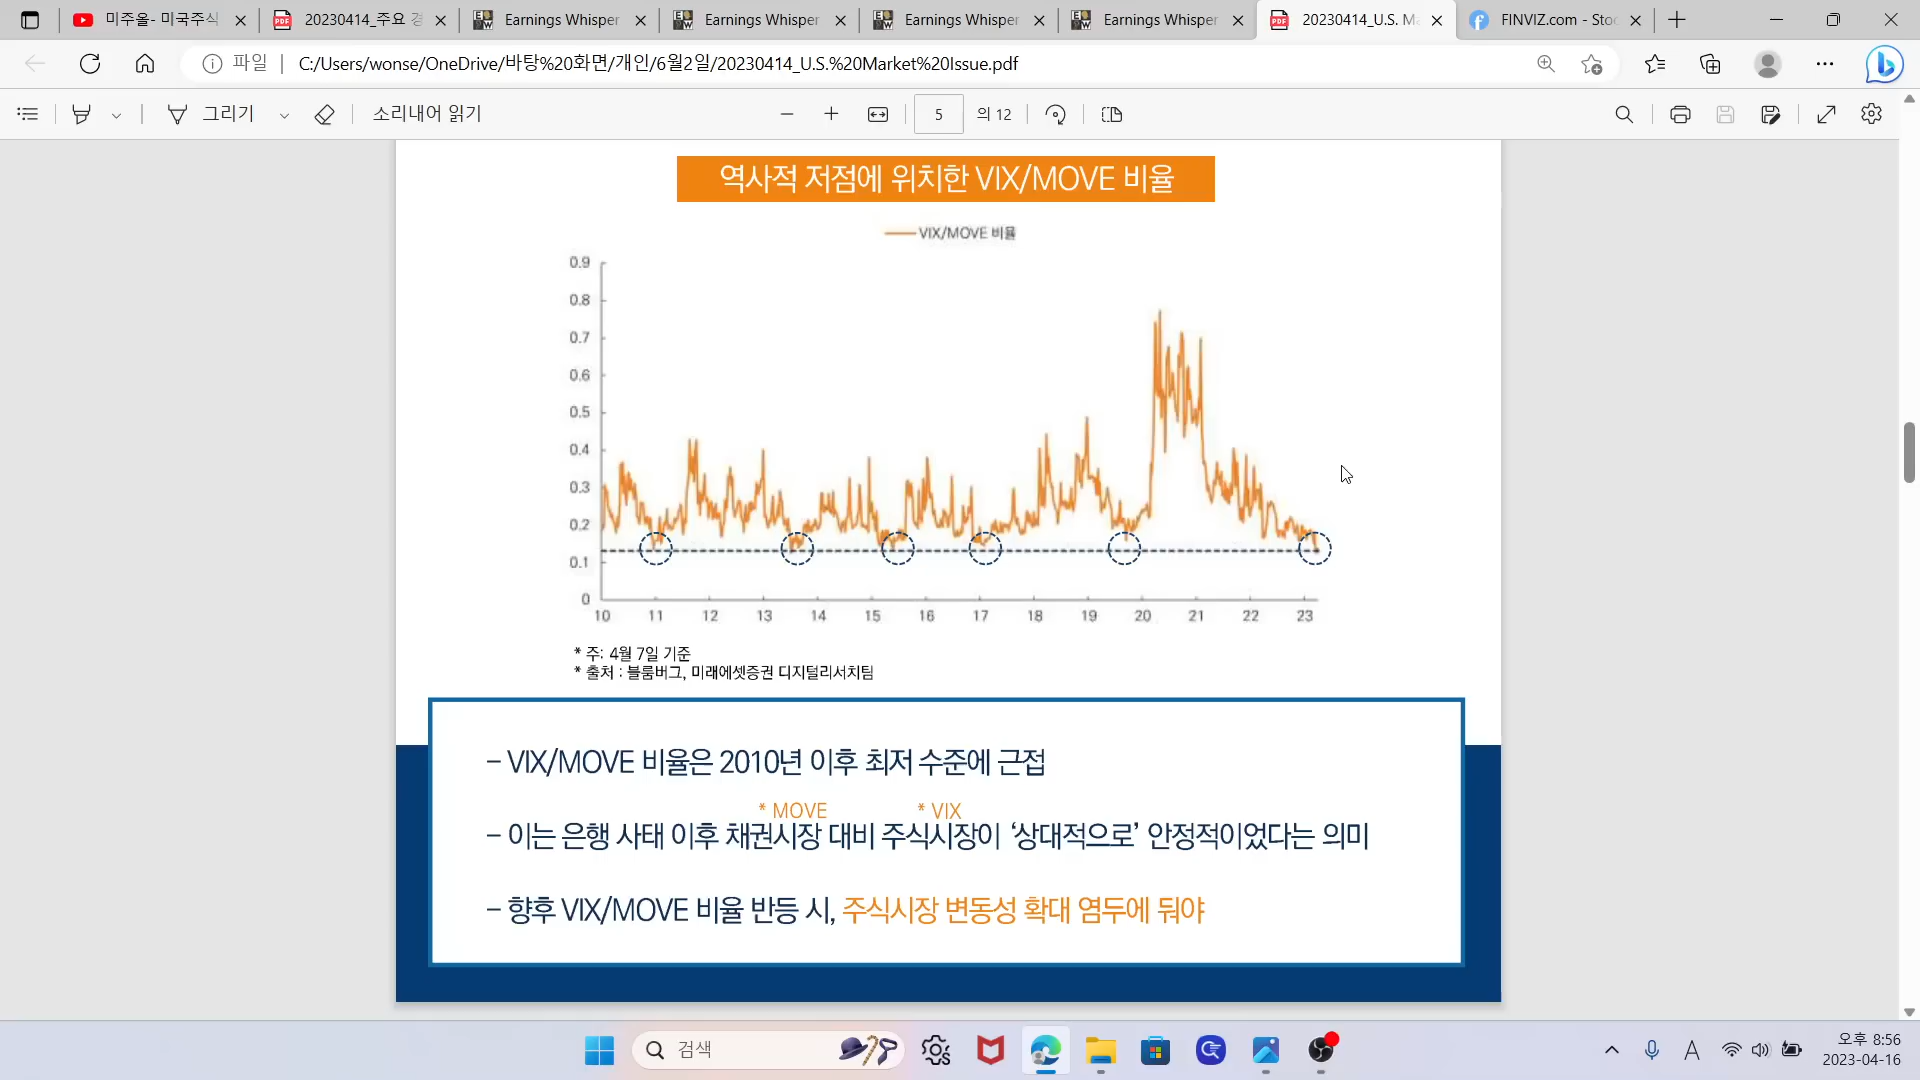 미주올- 미국주식
20230414_주요 경
Earnings Whisper
Earnings Whisper
Earnings Whisper
Earnings Whisper
20230414_U.S. Ma
FINVIZ.com - Stoc
파일
C:/Users/wonse/OneDrive/바탕%20화면/개인/6월2일/20230414_U.S.%20Market%20Issue.pdf
그리기
소리내어 읽기
5
의 12
역사적 저점에 위치한 VIX/MOVE 비율
VIX/MOVE 비율
0.9
0.8
0.7
0.6
0.5
0.4
0.3
0.2
0.1
0
10 11 12 13 14 15 16 17 18 19 20 21 22 23
* 주: 4월 7일 기준
* 출처 : 블룸버그, 미래에셋증권 디지털리서치팀
– VIX/MOVE 비율은 2010년 이후 최저 수준에 근접
* MOVE * VIX
– 이는 은행 사태 이후 채권시장 대비 주식시장이 ‘상대적으로’ 안정적이었다는 의미
– 향후 VIX/MOVE 비율 반등 시, 주식시장 변동성 확대 염두에 둬야
검색
A
오후 8:56
2023-04-16